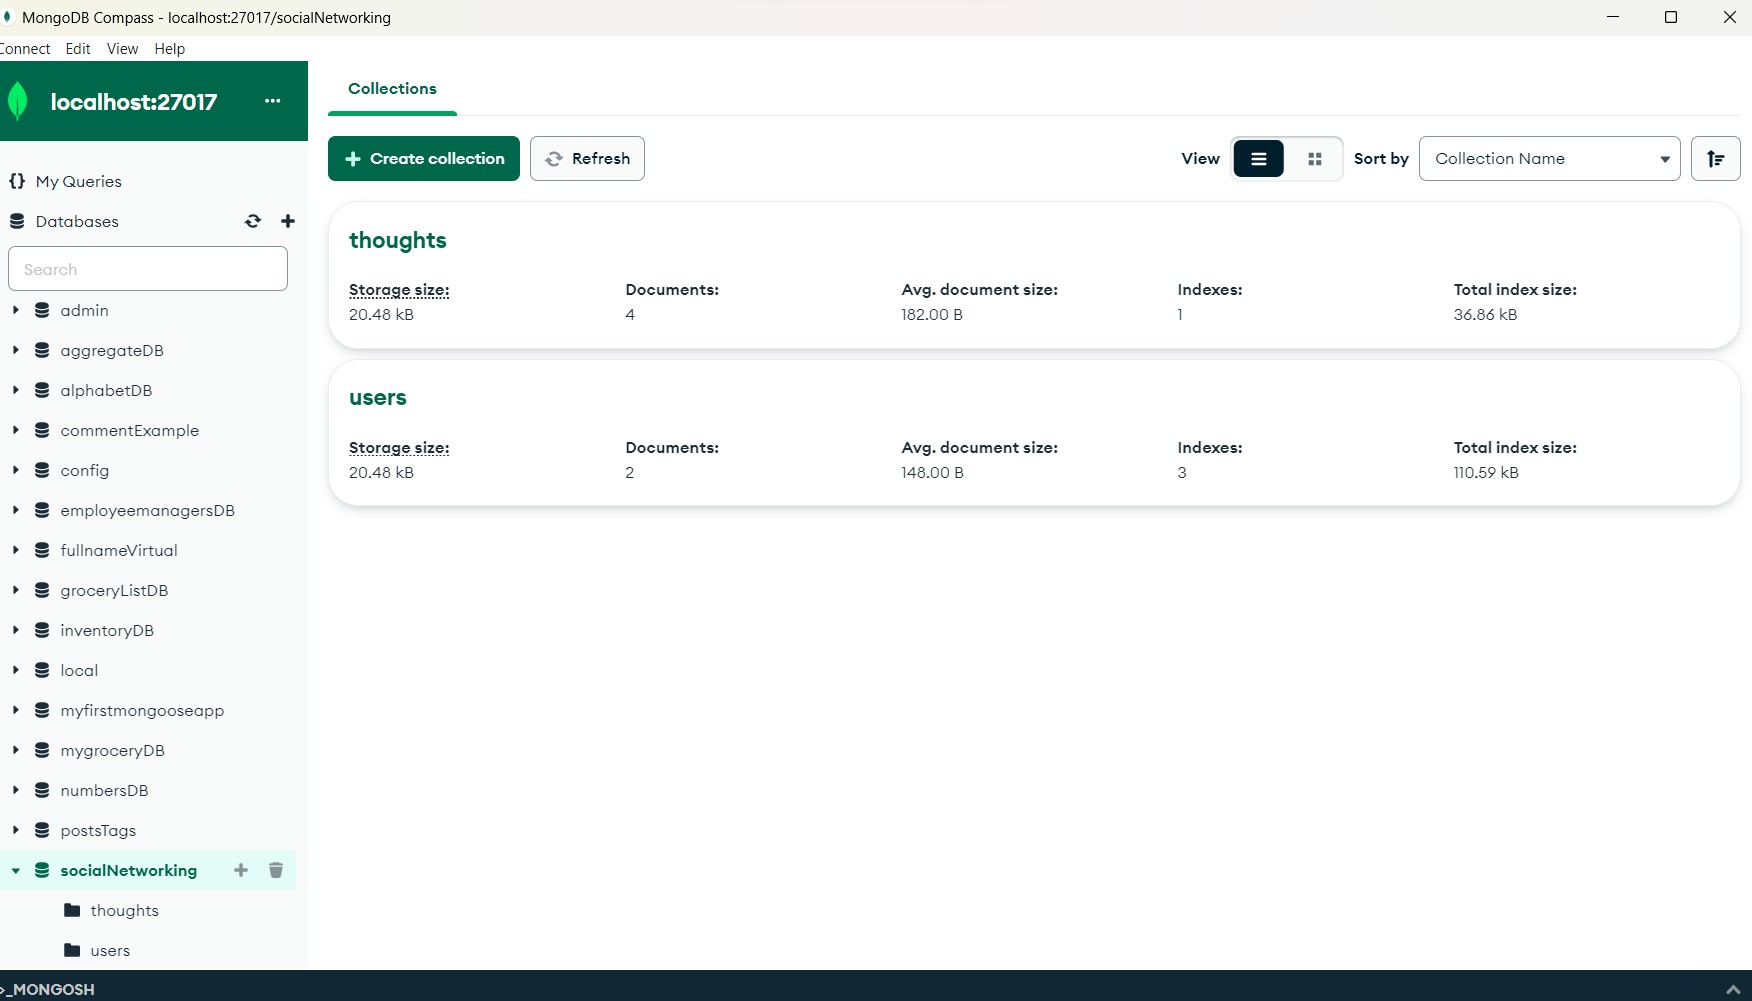 MongoDB Compass - localhost:27017/socialNetworking
Connect Edit View Help
localhost:27017
My Queries
Databases
Search
admin
aggregateDB
alphabetDB
commentExample
config
employeemanagersDB
fullnameVirtual
groceryListDB
inventoryDB
local
myfirstmongooseapp
mygroceryDB
numbersDB
postsTags
socialNetworking
thoughts
users
Collections
Create collection Refresh View Sort by Collection Name
thoughts
Storage size: Documents: Avg. document size: Indexes: Total index size:
20.48 kB 4 182.00 B 1 36.86 kB
users
Storage size: Documents: Avg. document size: Indexes: Total index size:
20.48 kB 2 148.00 B 3 110.59 kB
>_MONGOSH